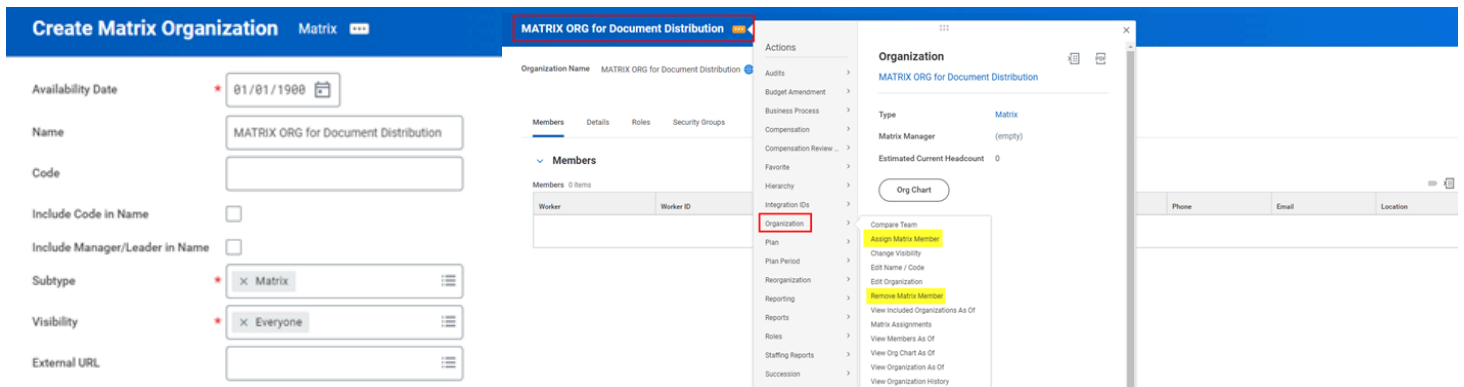 Create Matrix Organization Matrix
Availability Date * 01/01/1900
Name MATRIX ORG for Document Distribution
Code
Include Code in Name
Include Manager/Leader in Name
Subtype * × Matrix
Visibility * × Everyone
External URL
MATRIX ORG for Document Distribution
Organization Name MATRIX ORG for Document Distribution
Members Details Roles Security Groups
Members
Members 0 items
Worker Worker ID Phone Email Location
Actions
Audits
Budget Amendment
Business Process
Compensation
Compensation Review ...
Favorite
Hierarchy
Integration IDs
Organization
Plan
Plan Period
Reorganization
Reporting
Reports
Roles
Staffing Reports
Succession
Organization
MATRIX ORG for Document Distribution
Type Matrix
Matrix Manager (empty)
Estimated Current Headcount 0
Org Chart
Compare Team
Assign Matrix Member
Change Visibility
Edit Name / Code
Edit Organization
Remove Matrix Member
View Included Organizations As Of
Matrix Assignments
View Members As Of
View Org Chart As Of
View Organization As Of
View Organization History